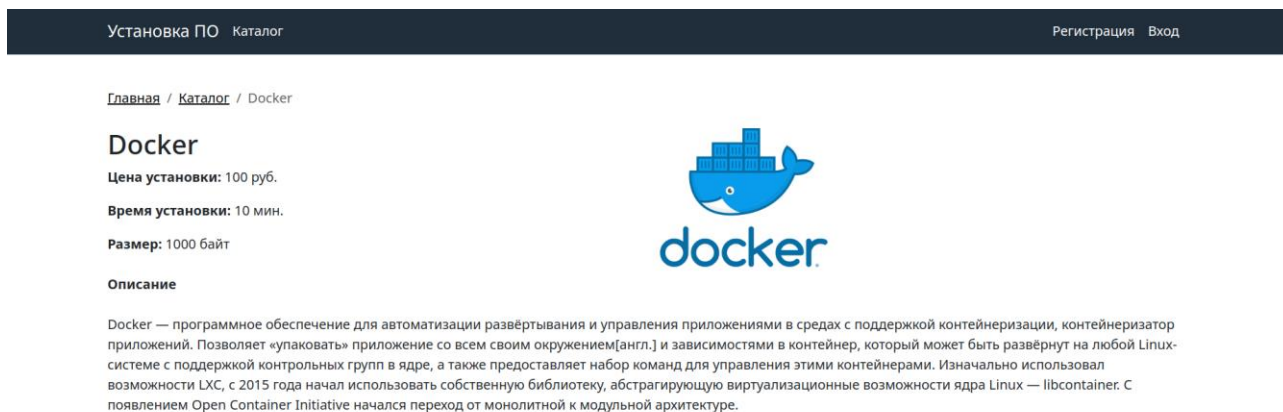 Установка ПО Каталог Регистрация Вход
Главная / Каталог / Docker
Docker
Цена установки: 100 руб.
Время установки: 10 мин.
Размер: 1000 байт
docker
Описание
Docker — программное обеспечение для автоматизации развёртывания и управления приложениями в средах с поддержкой контейнеризации, контейнеризатор
приложений. Позволяет «упаковать» приложение со всем своим окружением[англ.] и зависимостями в контейнер, который может быть развёрнут на любой Linux-
системе с поддержкой контрольных групп в ядре, а также предоставляет набор команд для управления этими контейнерами. Изначально использовал
возможности LXC, с 2015 года начал использовать собственную библиотеку, абстрагирующую виртуализационные возможности ядра Linux — libcontainer. С
появлением Open Container Initiative начался переход от монолитной к модульной архитектуре.